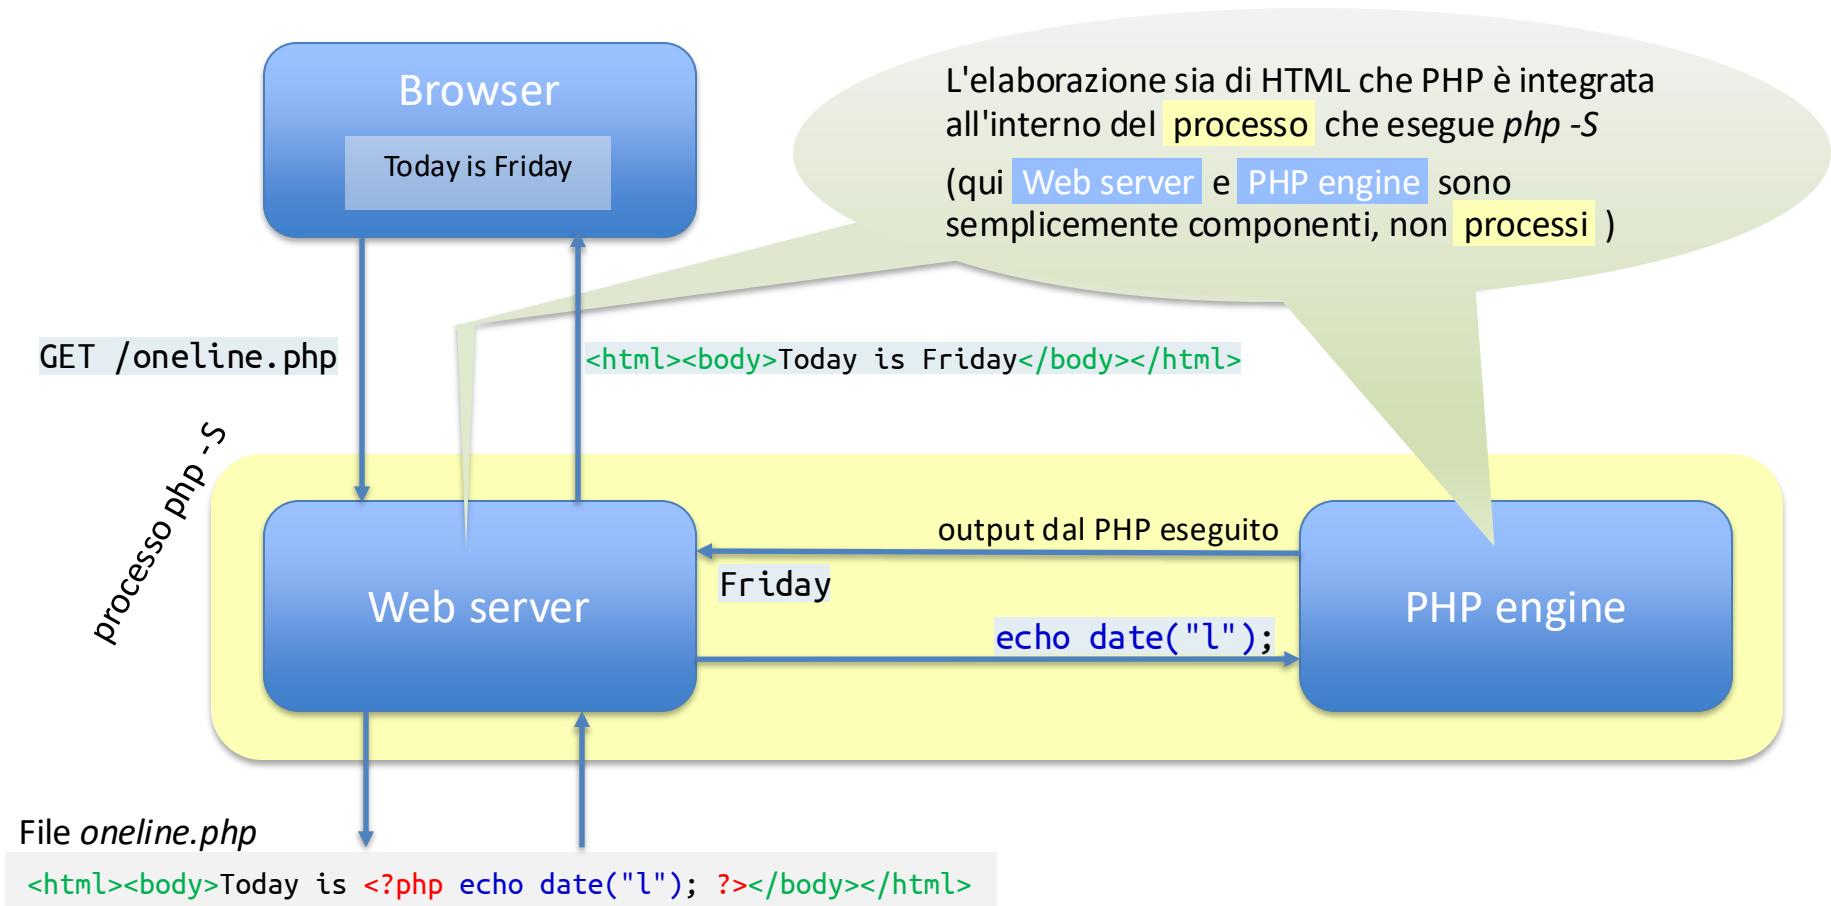 Browser
Today is Friday
L'elaborazione sia di HTML che PHP è integrata
all'interno del processo che esegue php -S
(qui Web server e PHP engine sono
semplicemente componenti, non processi )
GET /oneline.php
<html><body>Today is Friday</body></html>
processo php -S
output dal PHP eseguito
Friday
Web server
echo date("l");
PHP engine
File oneline.php
<html><body>Today is <?php echo date("l"); ?></body></html>